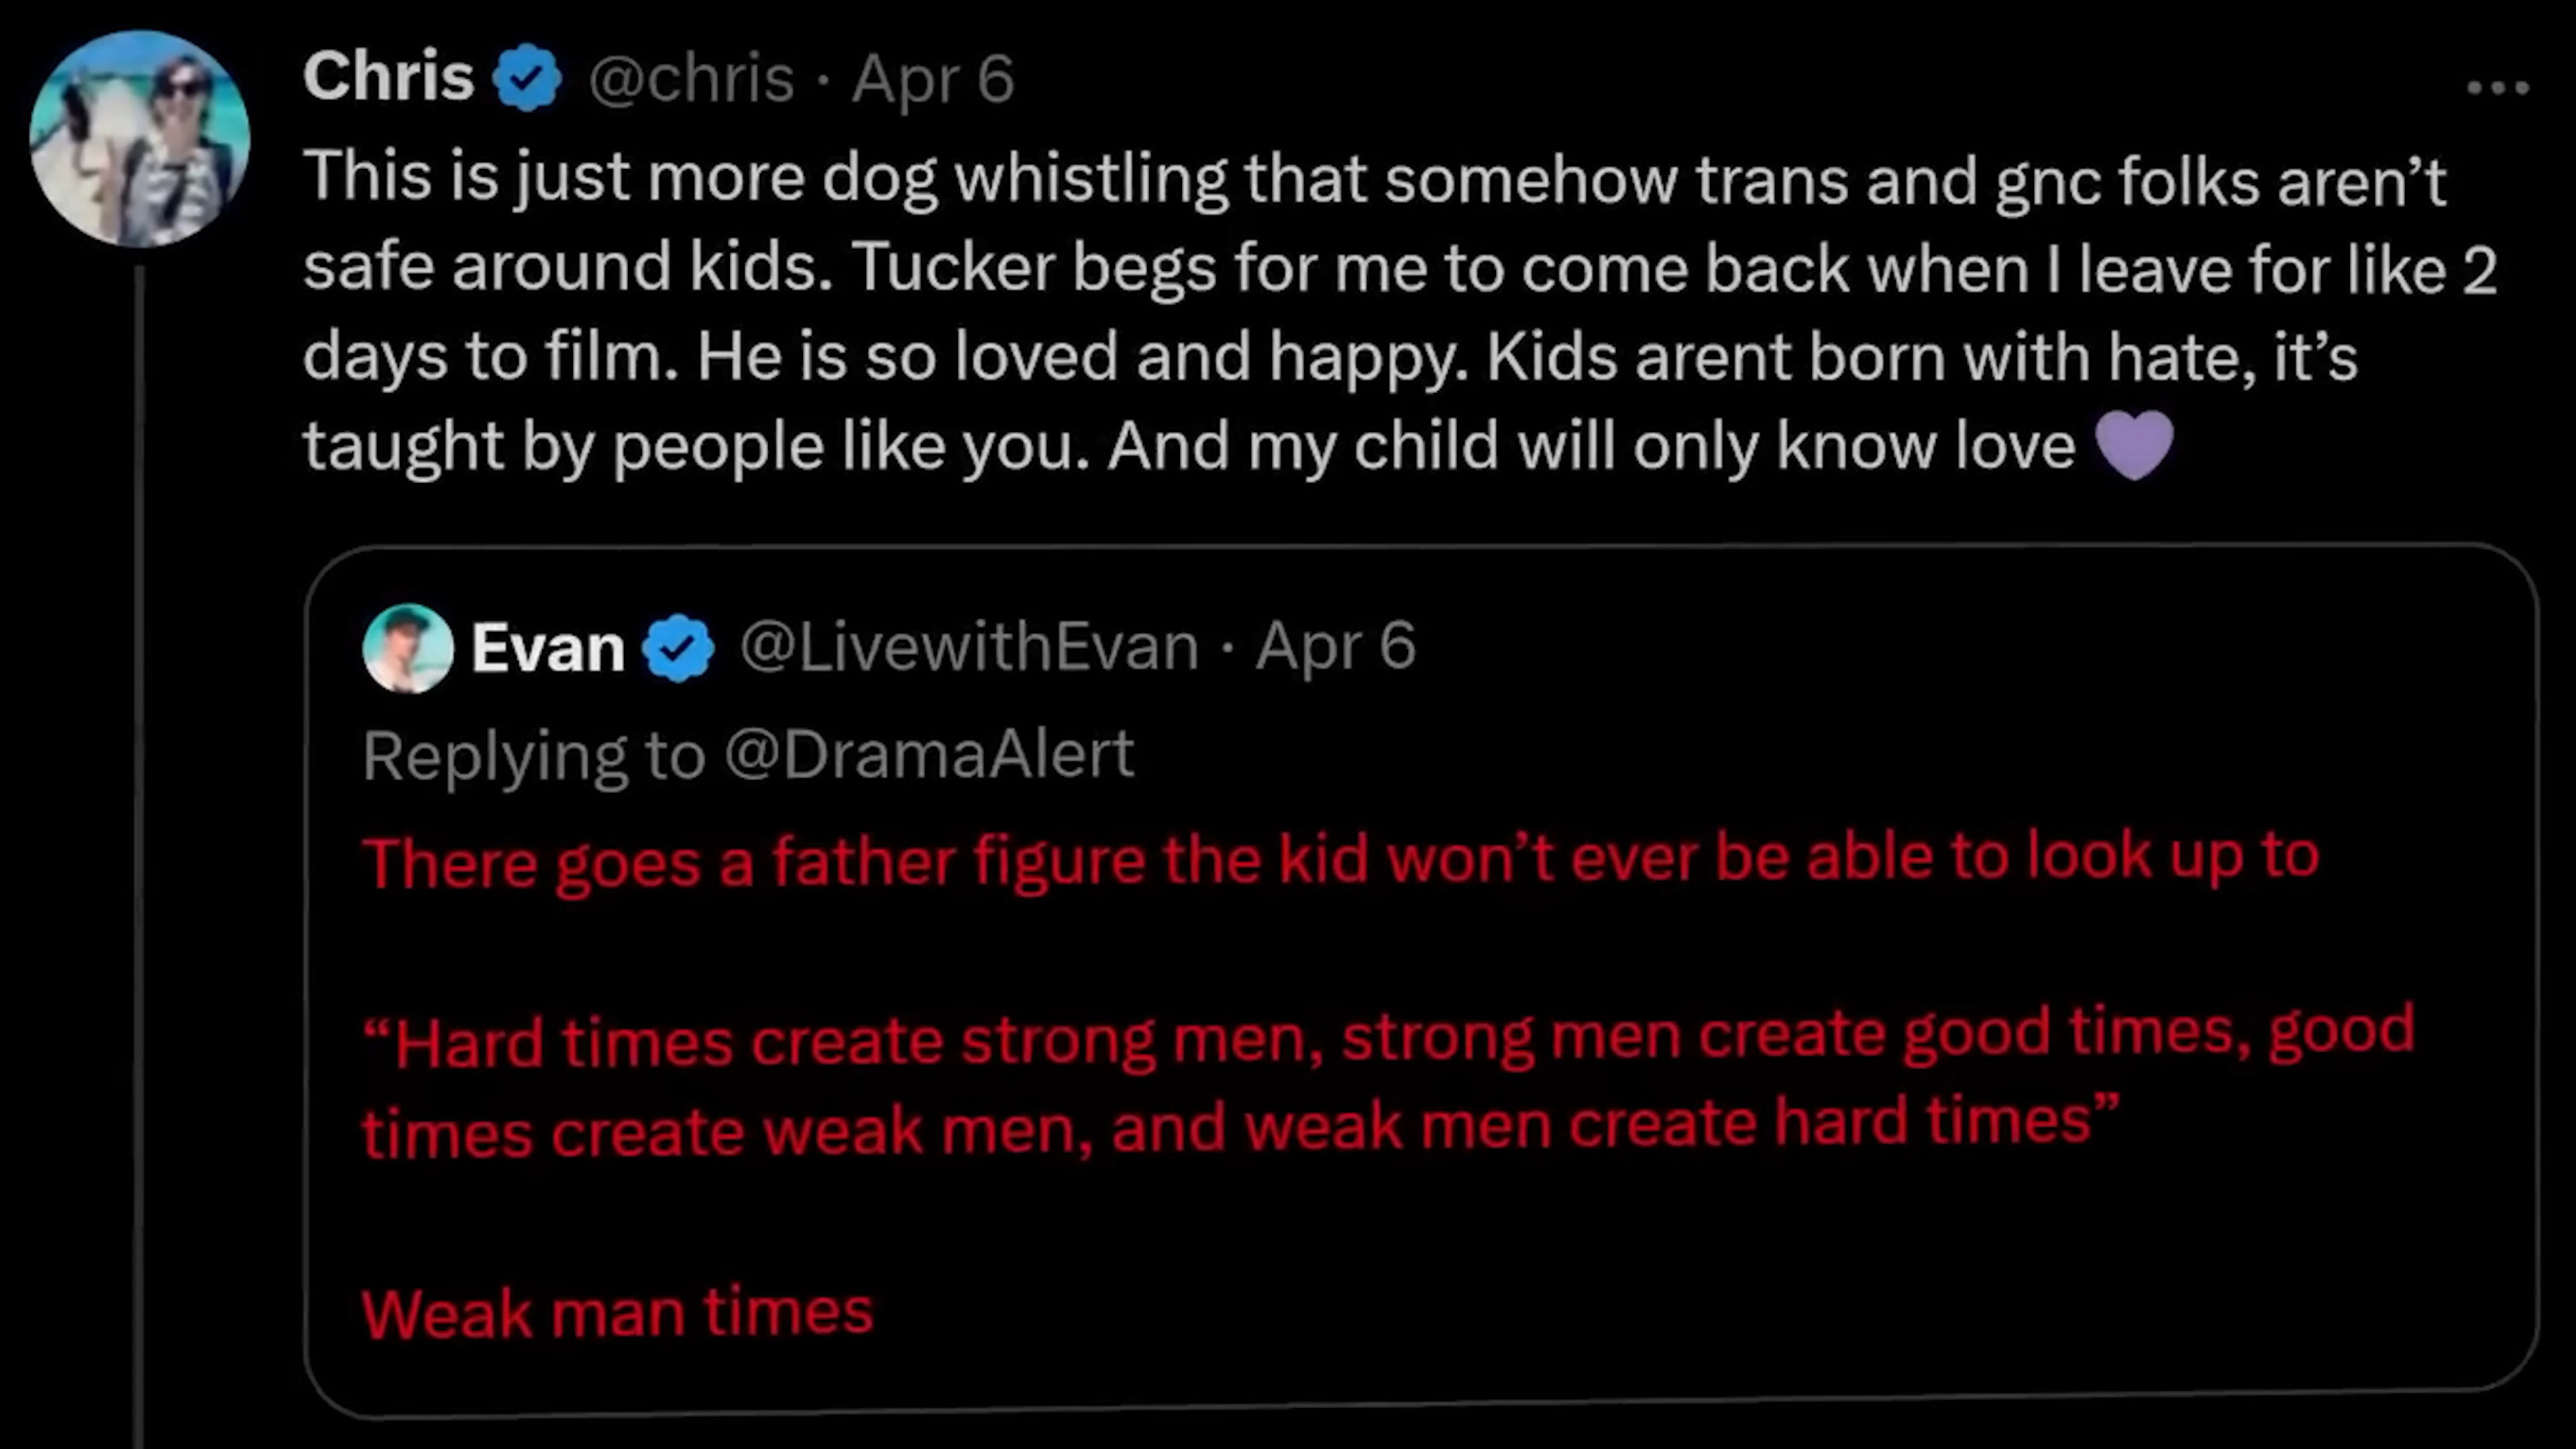 Chris @chris · Apr 6
This is just more dog whistling that somehow trans and gnc folks aren’t
safe around kids. Tucker begs for me to come back when I leave for like 2
days to film. He is so loved and happy. Kids arent born with hate, it’s
taught by people like you. And my child will only know love 💜
Evan @LivewithEvan · Apr 6
Replying to @DramaAlert
There goes a father figure the kid won’t ever be able to look up to
“Hard times create strong men, strong men create good times, good
times create weak men, and weak men create hard times”
Weak man times